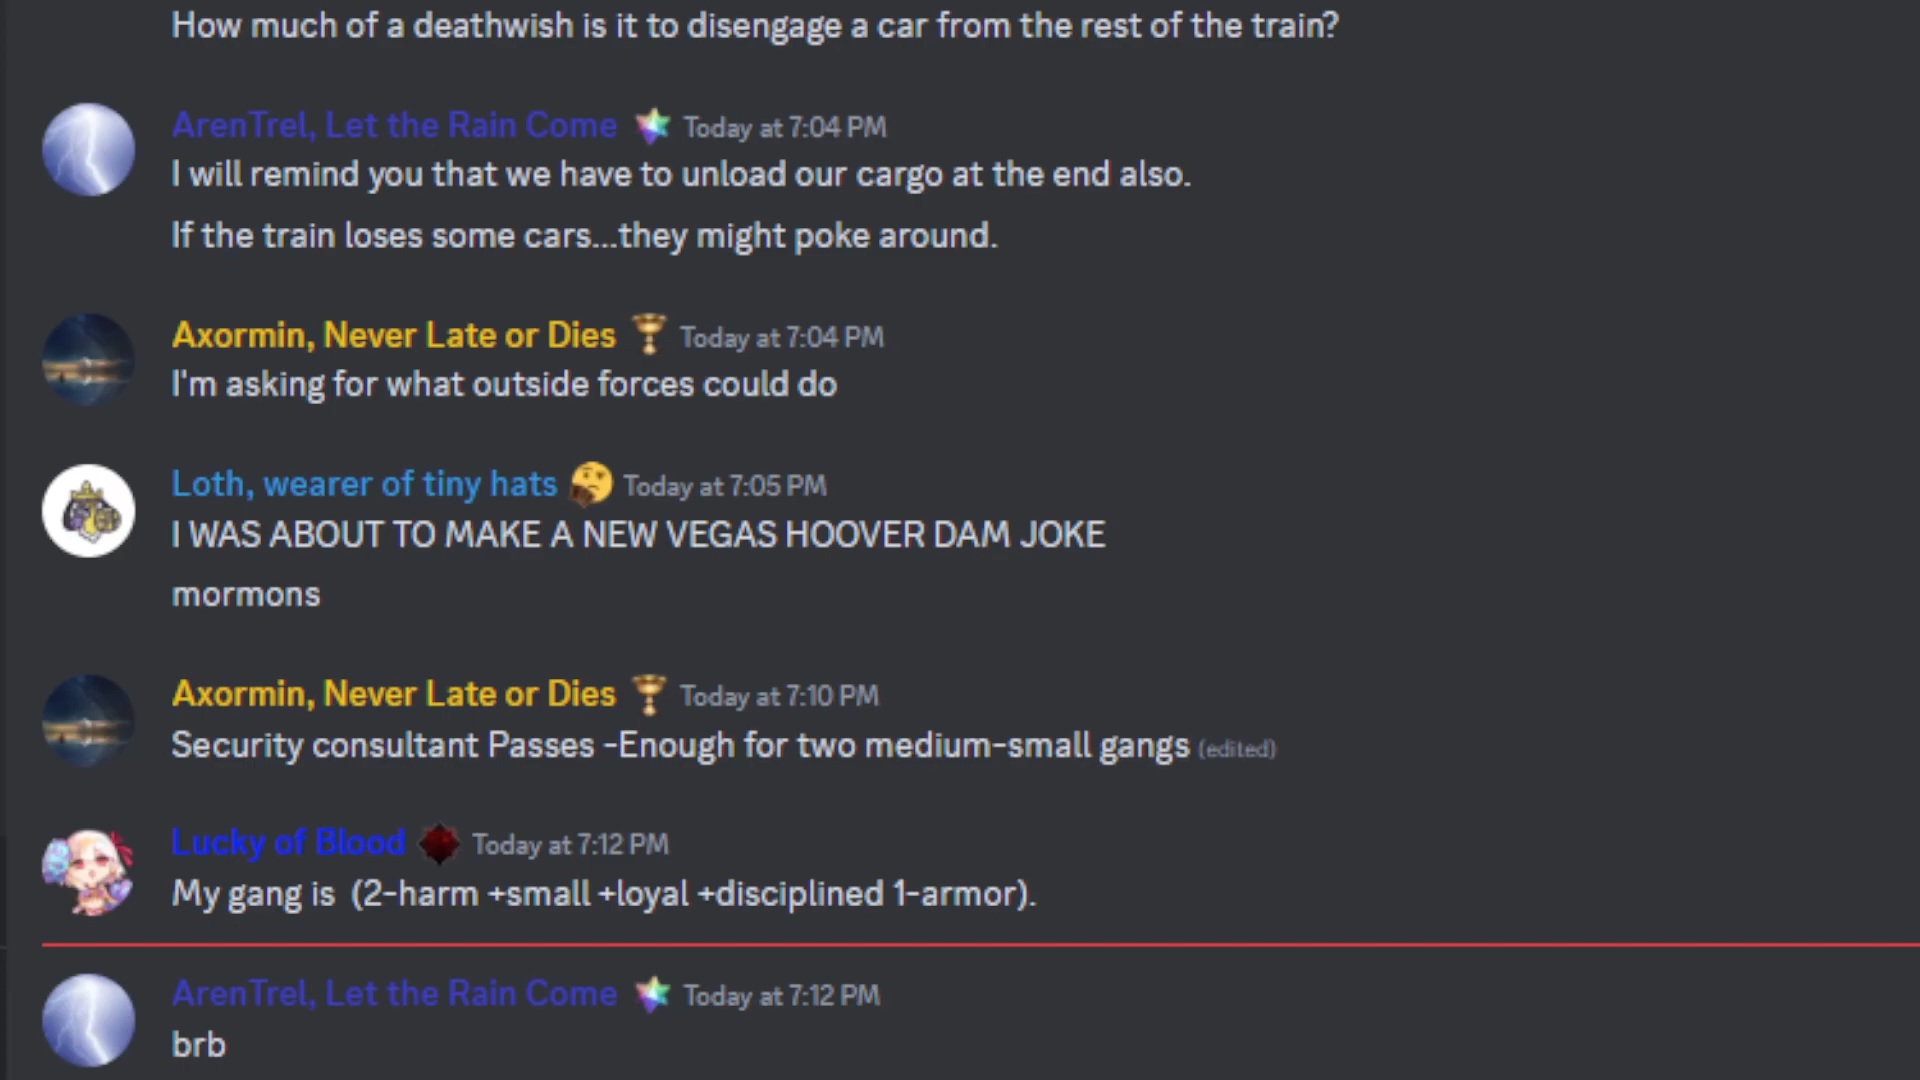 How much of a deathwish is it to disengage a car from the rest of the train?
ArenTrel, Let the Rain Come Today at 7:04 PM
I will remind you that we have to unload our cargo at the end also.
If the train loses some cars...they might poke around.
Axormin, Never Late or Dies Today at 7:04 PM
I'm asking for what outside forces could do
Loth, wearer of tiny hats Today at 7:05 PM
I WAS ABOUT TO MAKE A NEW VEGAS HOOVER DAM JOKE
mormons
Axormin, Never Late or Dies Today at 7:10 PM
Security consultant Passes -Enough for two medium-small gangs (edited)
Lucky of Blood Today at 7:12 PM
My gang is (2-harm +small +loyal +disciplined 1-armor).
ArenTrel, Let the Rain Come Today at 7:12 PM
brb